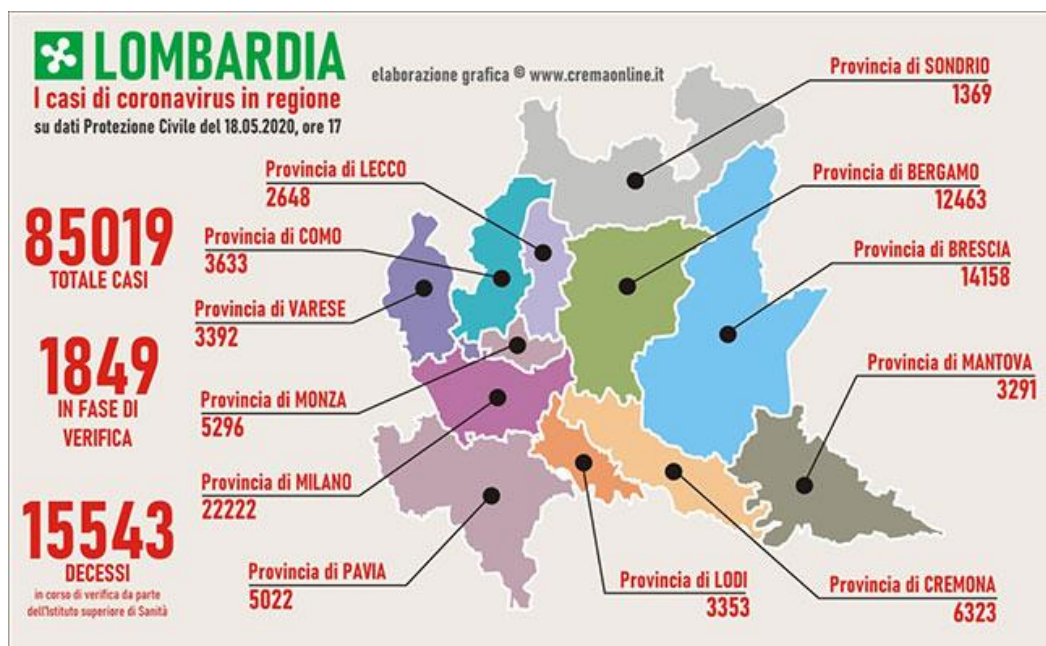 LOMBARDIA
I casi di coronavirus in regione
su dati Protezione Civile del 18.05.2020, ore 17
elaborazione grafica © www.cremaonline.it
85019
TOTALE CASI
1849
IN FASE DI
VERIFICA
15543
DECESSI
in corso di verifica da parte
dell'Istituto superiore di Sanità
Provincia di SONDRIO
1369
Provincia di LECCO
2648
Provincia di BERGAMO
12463
Provincia di COMO
3633
Provincia di BRESCIA
14158
Provincia di VARESE
3392
Provincia di MANTOVA
3291
Provincia di MONZA
5296
Provincia di MILANO
22222
Provincia di PAVIA
5022
Provincia di LODI
3353
Provincia di CREMONA
6323